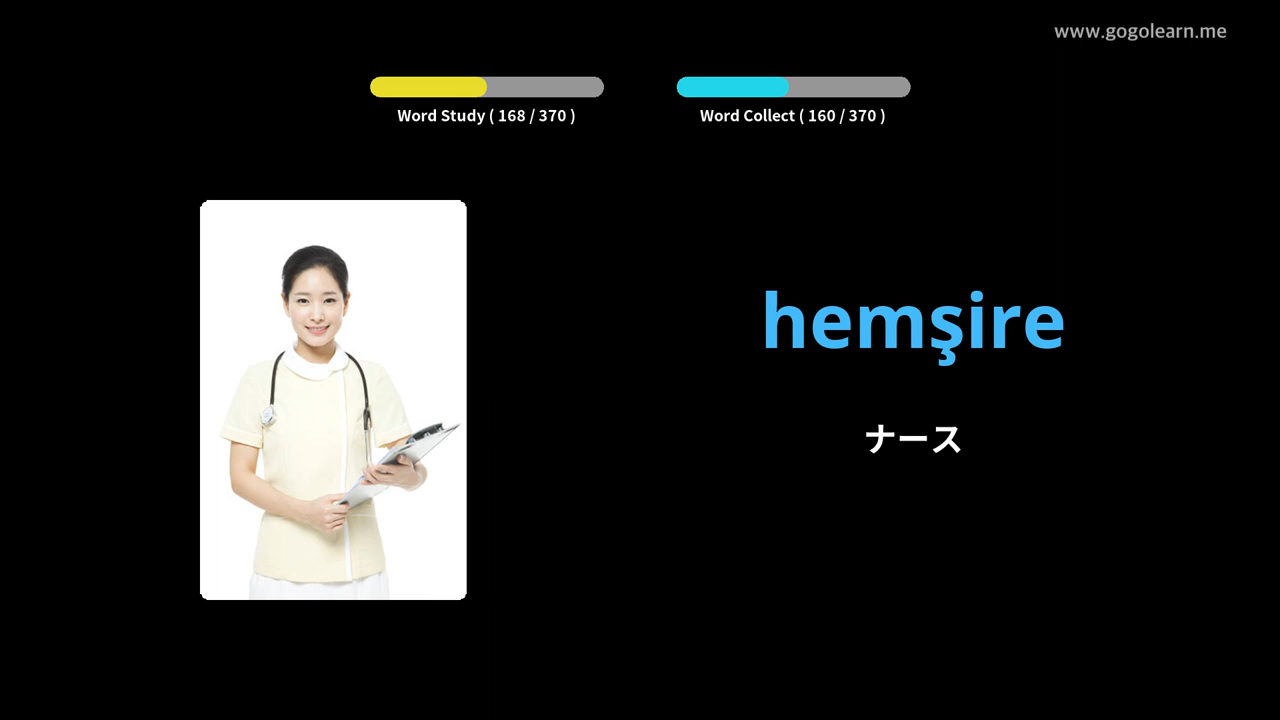 www.gogolearn.me
Word Study ( 168 / 370 )
Word Collect ( 160 / 370 )
hemşire
ナース